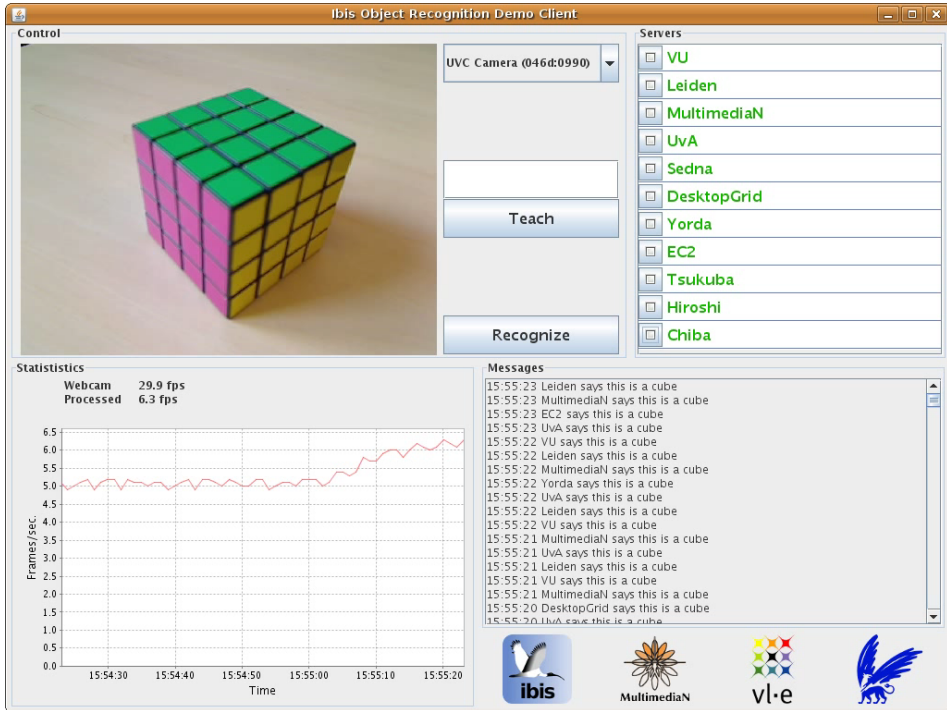 Ibis Object Recognition Demo Client
Control
UVC Camera (046d:0990)
Teach
Recognize
Servers
VU
Leiden
MultimediaN
UvA
Sedna
DesktopGrid
Yorda
EC2
Tsukuba
Hiroshi
Chiba
Statististics
Webcam 29.9 fps
Processed 6.3 fps
6.5
6.0
5.5
5.0
4.5
4.0
3.5
3.0
2.5
2.0
1.5
1.0
0.5
0.0
Frames/sec.
15:54:30 15:54:40 15:54:50 15:55:00 15:55:10 15:55:20
Time
Messages
15:55:23 Leiden says this is a cube
15:55:23 MultimediaN says this is a cube
15:55:23 EC2 says this is a cube
15:55:23 UvA says this is a cube
15:55:22 VU says this is a cube
15:55:22 Leiden says this is a cube
15:55:22 MultimediaN says this is a cube
15:55:22 Yorda says this is a cube
15:55:22 UvA says this is a cube
15:55:22 Leiden says this is a cube
15:55:22 VU says this is a cube
15:55:21 MultimediaN says this is a cube
15:55:21 UvA says this is a cube
15:55:21 Leiden says this is a cube
15:55:21 VU says this is a cube
15:55:21 MultimediaN says this is a cube
15:55:20 DesktopGrid says this is a cube
15:55:20 UvA says this is a cube
ibis
MultimediaN
vl·e